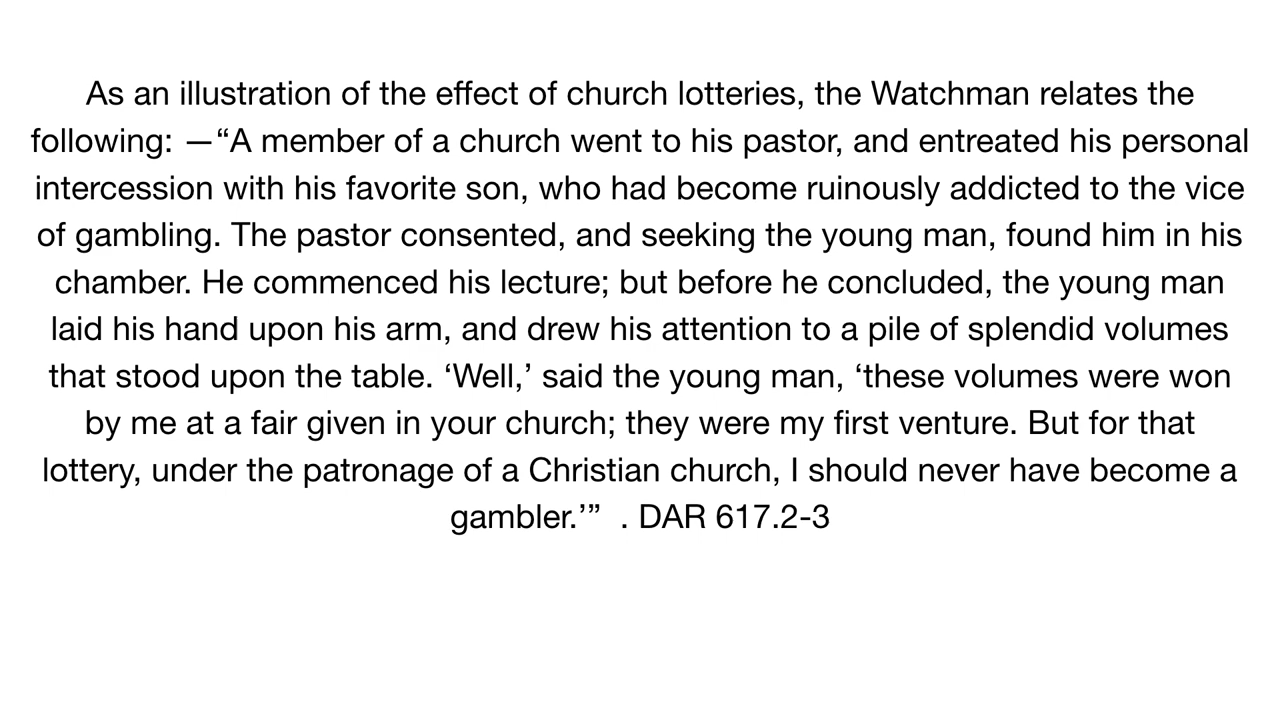 As an illustration of the effect of church lotteries, the Watchman relates the
following: —“A member of a church went to his pastor, and entreated his personal
intercession with his favorite son, who had become ruinously addicted to the vice
of gambling. The pastor consented, and seeking the young man, found him in his
chamber. He commenced his lecture; but before he concluded, the young man
laid his hand upon his arm, and drew his attention to a pile of splendid volumes
that stood upon the table. ‘Well,’ said the young man, ‘these volumes were won
by me at a fair given in your church; they were my first venture. But for that
lottery, under the patronage of a Christian church, I should never have become a
gambler.’”  . DAR 617.2-3